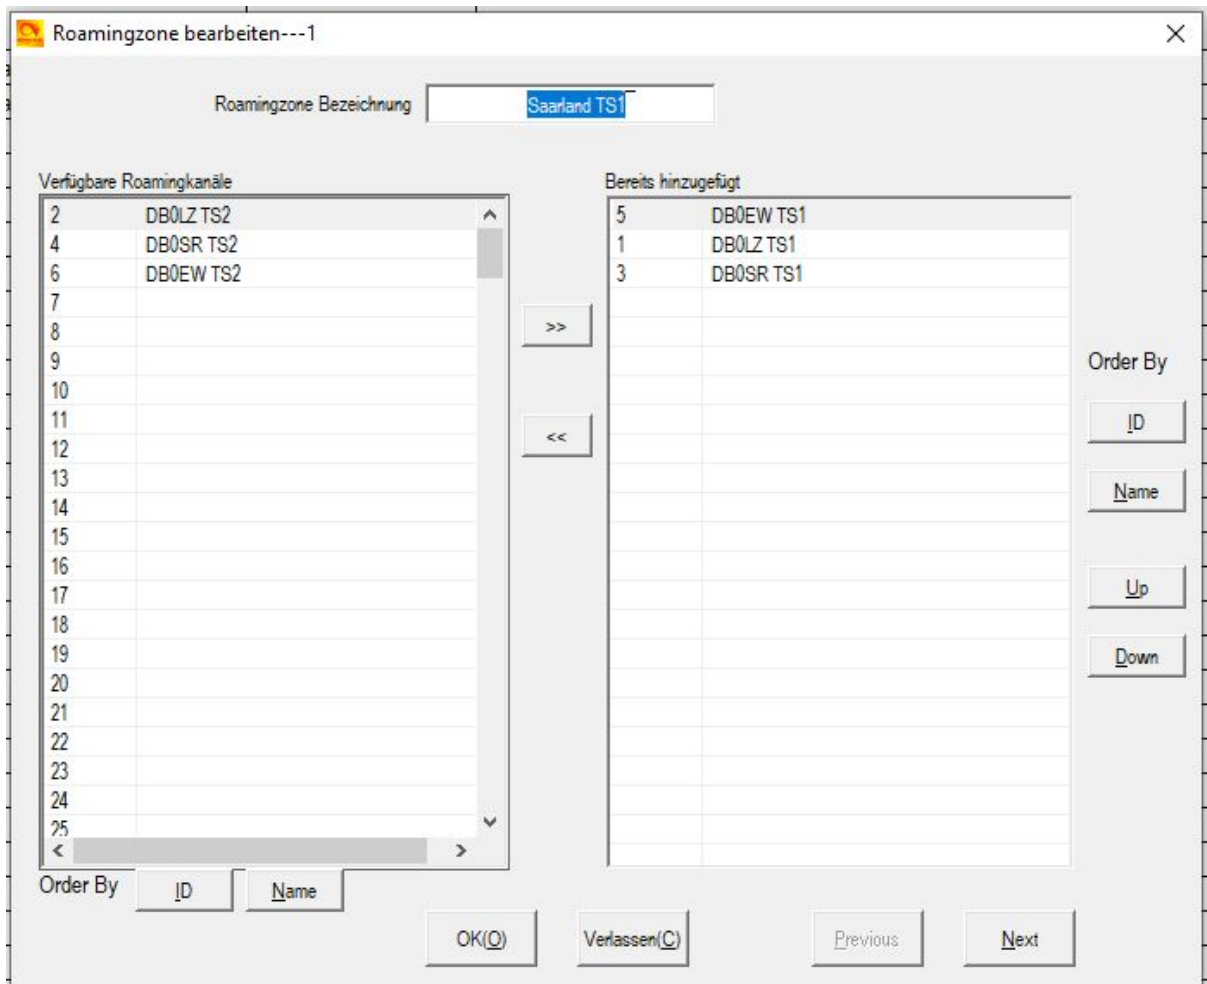 Roamingzone bearbeiten---1
Roamingzone Bezeichnung Saarland TS1
Verfügbare Roamingkanäle
2 DB0LZ TS2
4 DB0SR TS2
6 DB0EW TS2
7
8
9
10
11
12
13
14
15
16
17
18
19
20
21
22
23
24
25
Order By ID Name
>>
<<
Bereits hinzugefügt
5 DB0EW TS1
1 DB0LZ TS1
3 DB0SR TS1
Order By
ID
Name
Up
Down
OK(O) Verlassen(C) Previous Next